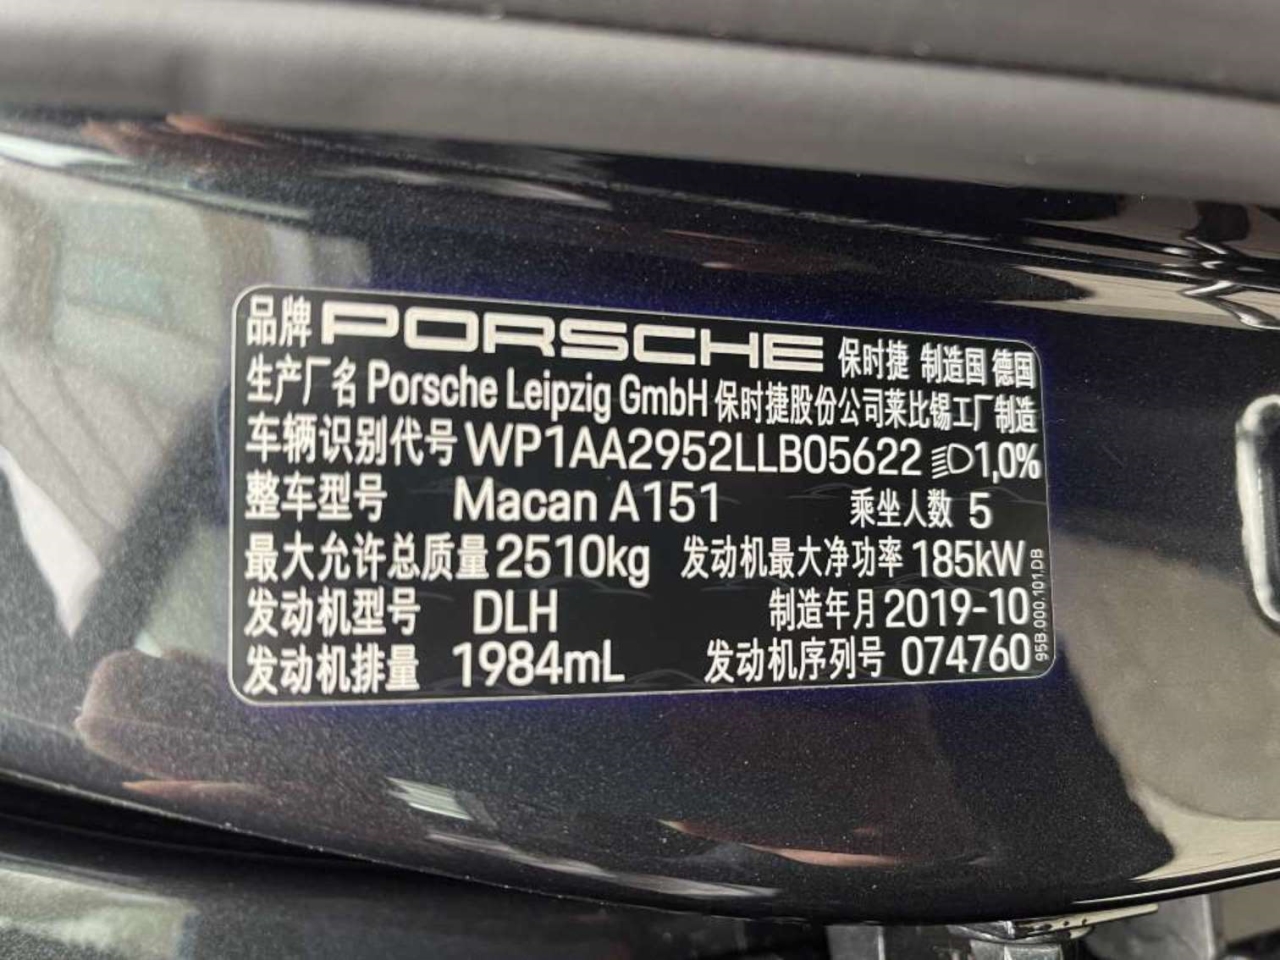 品牌 PORSCHE 保时捷 制造国 德国
生产厂名 Porsche Leipzig GmbH 保时捷股份公司莱比锡工厂制造
车辆识别代号 WP1AA2952LLB05622 1,0%
整车型号 Macan A151 乘坐人数 5
最大允许总质量 2510kg 发动机最大净功率 185kW
发动机型号 DLH 制造年月 2019-10
发动机排量 1984mL 发动机序列号 074760
95B.000.101.DB